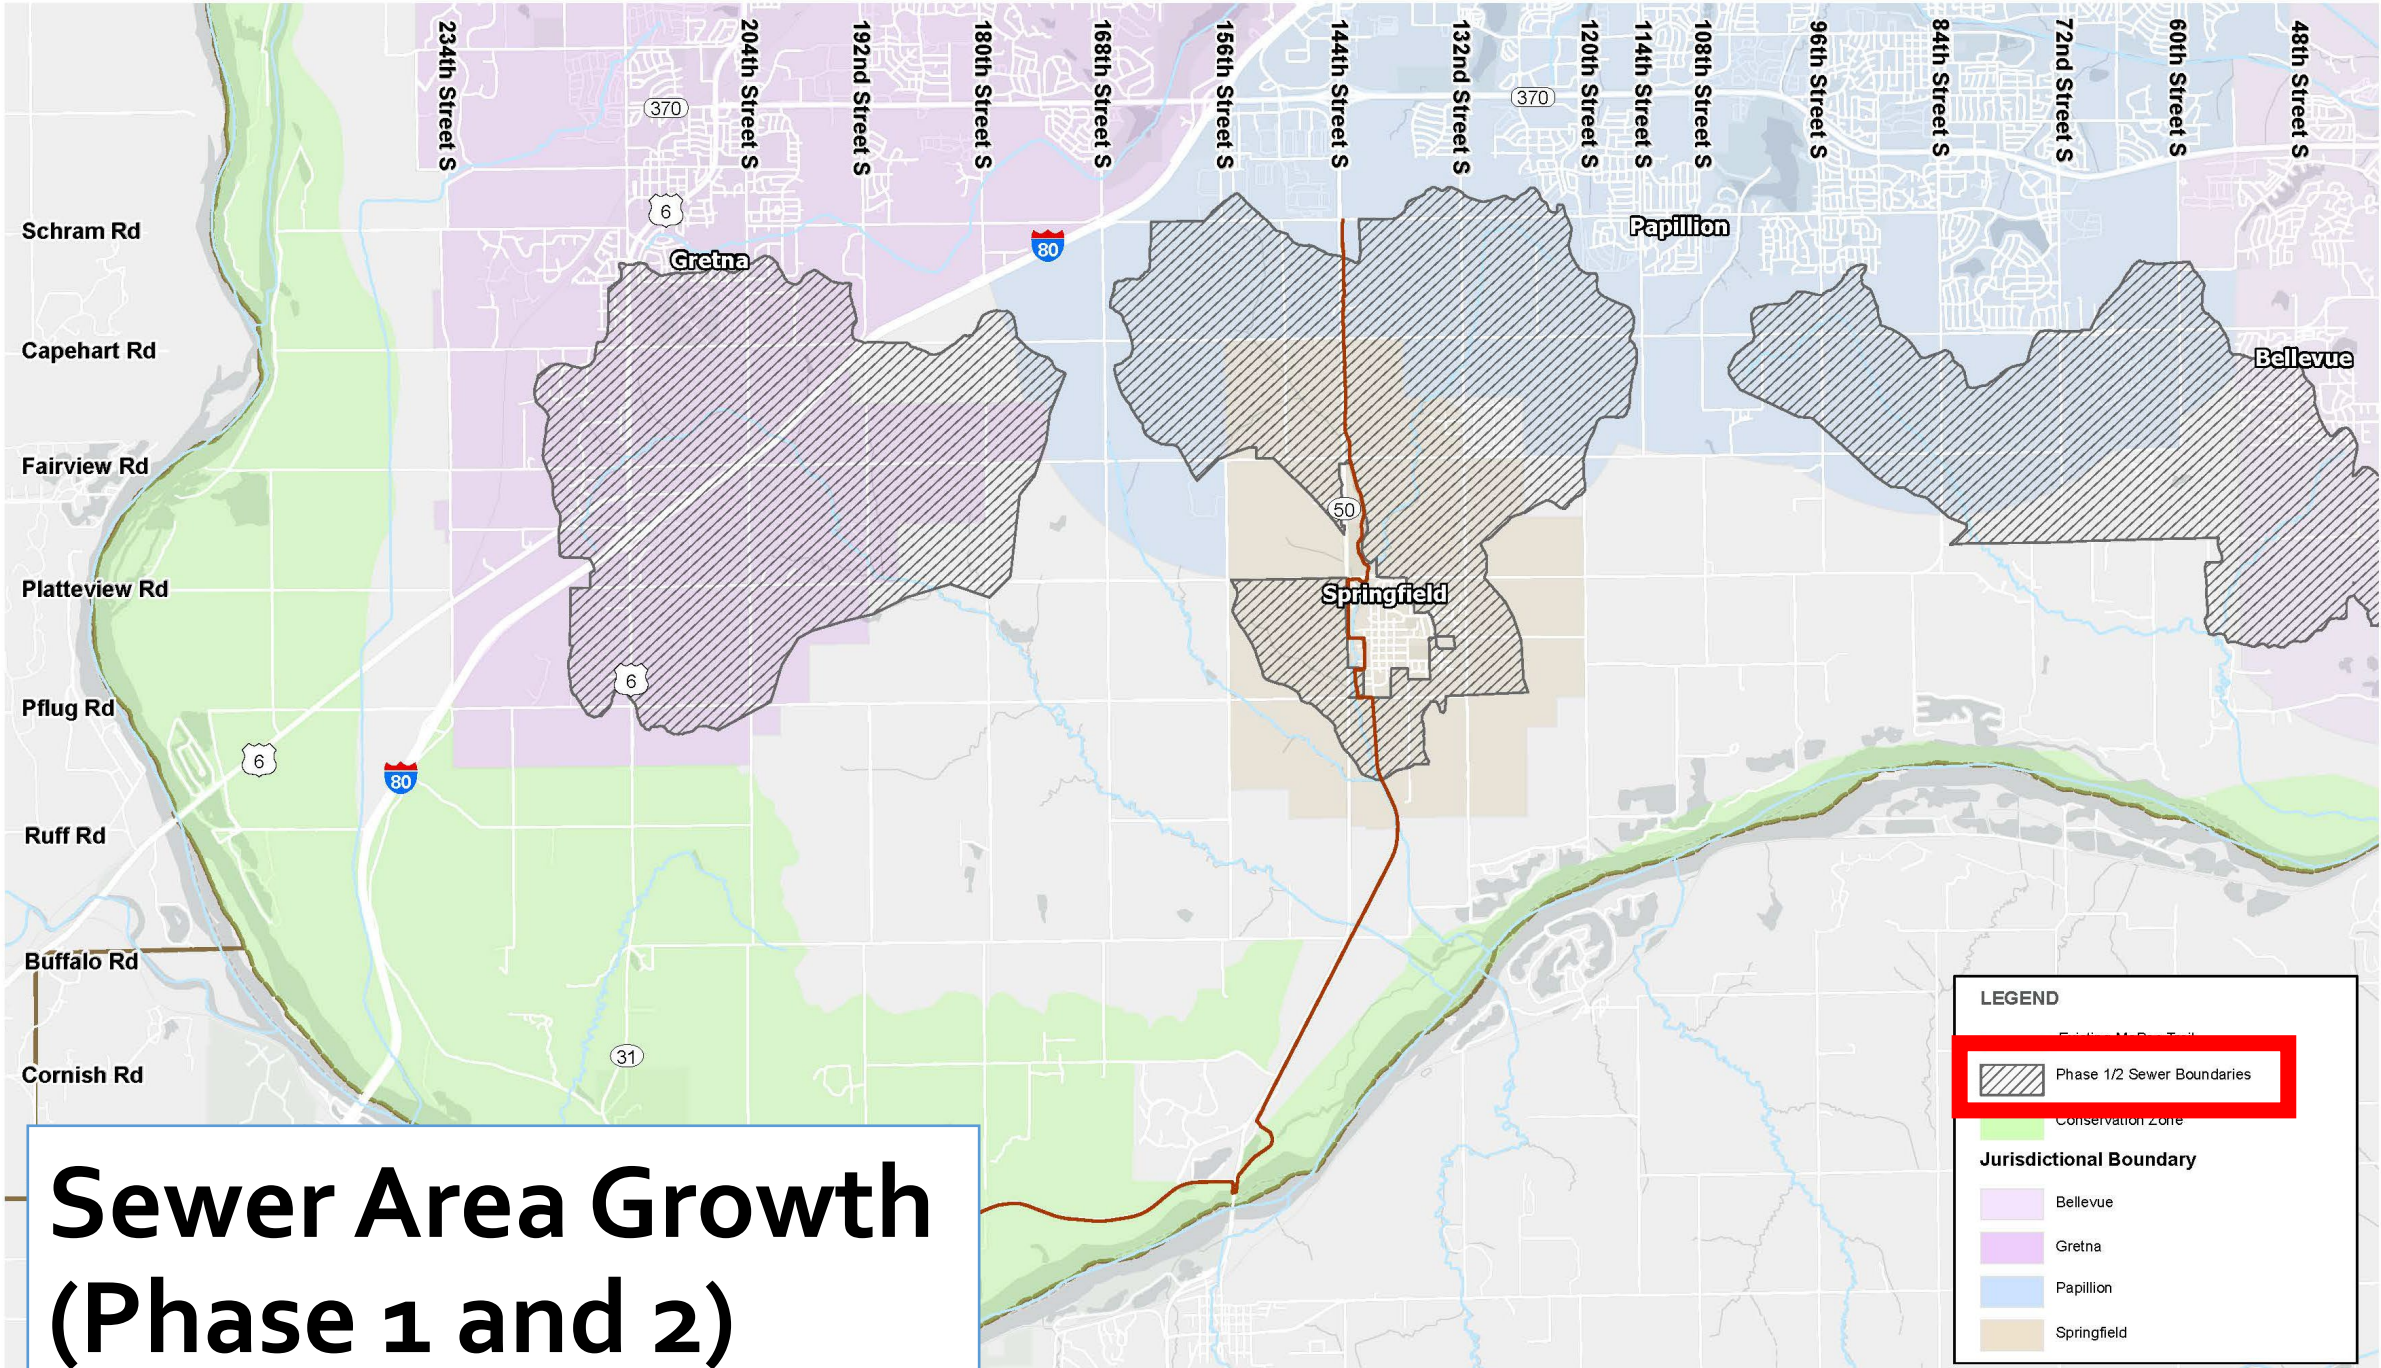 234th Street S
204th Street S
192nd Street S
180th Street S
168th Street S
156th Street S
144th Street S
132nd Street S
120th Street S
114th Street S
108th Street S
96th Street S
84th Street S
72nd Street S
60th Street S
48th Street S
370
370
6
Schram Rd
Gretna
80
Papillion
Capehart Rd
Bellevue
Fairview Rd
50
Platteview Rd
Springfield
6
Pflug Rd
6
80
Ruff Rd
Buffalo Rd
31
Cornish Rd
LEGEND
Phase 1/2 Sewer Boundaries
Conservation Zone
Jurisdictional Boundary
Bellevue
Gretna
Papillion
Springfield
Sewer Area Growth
(Phase 1 and 2)